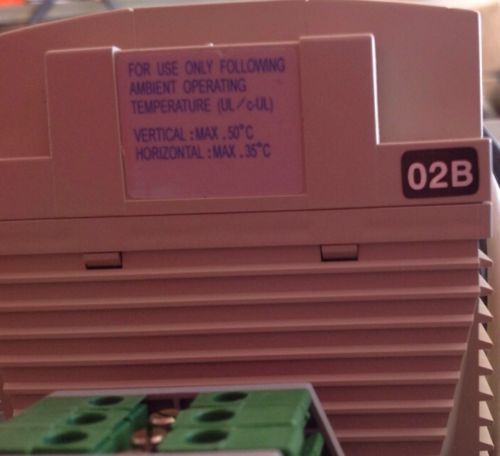 FOR USE ONLY FOLLOWING
AMBIENT OPERATING
TEMPERATURE (UL/c-UL)
VERTICAL : MAX . 50°C
HORIZONTAL : MAX . 35°C
02B